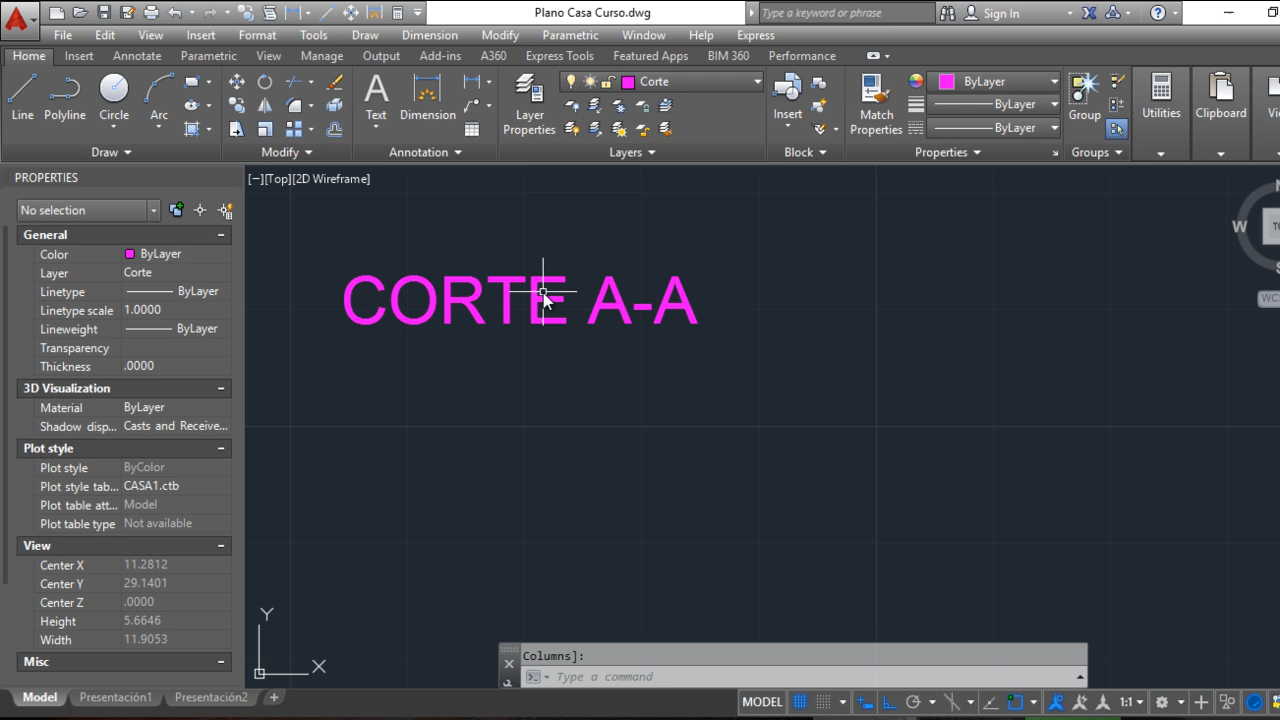 Plano Casa Curso.dwg
Type a keyword or phrase
Sign In
File Edit View Insert Format Tools Draw Dimension Modify Parametric Window Help Express
Home Insert Annotate Parametric View Manage Output Add-ins A360 Express Tools Featured Apps BIM 360 Performance
Line Polyline Circle Arc
Text Dimension
Layer
Properties
Corte
Insert
Match
Properties
ByLayer
ByLayer
ByLayer
Group
Utilities
Clipboard
Draw Modify Annotation Layers Block Properties Groups
PROPERTIES
[−][Top][2D Wireframe]
No selection
General
Color ByLayer
Layer Corte
Linetype ByLayer
Linetype scale 1.0000
Lineweight ByLayer
Transparency
Thickness .0000
3D Visualization
Material ByLayer
Shadow disp... Casts and Receive...
Plot style
Plot style ByColor
Plot style tab... CASA1.ctb
Plot table att... Model
Plot table type Not available
View
Center X 11.2812
Center Y 29.1401
Center Z .0000
Height 5.6646
Width 11.9053
Misc
CORTE A-A
N
W
S
Y
X
Columns]:
Type a command
Model Presentación1 Presentación2 +
MODEL
1:1